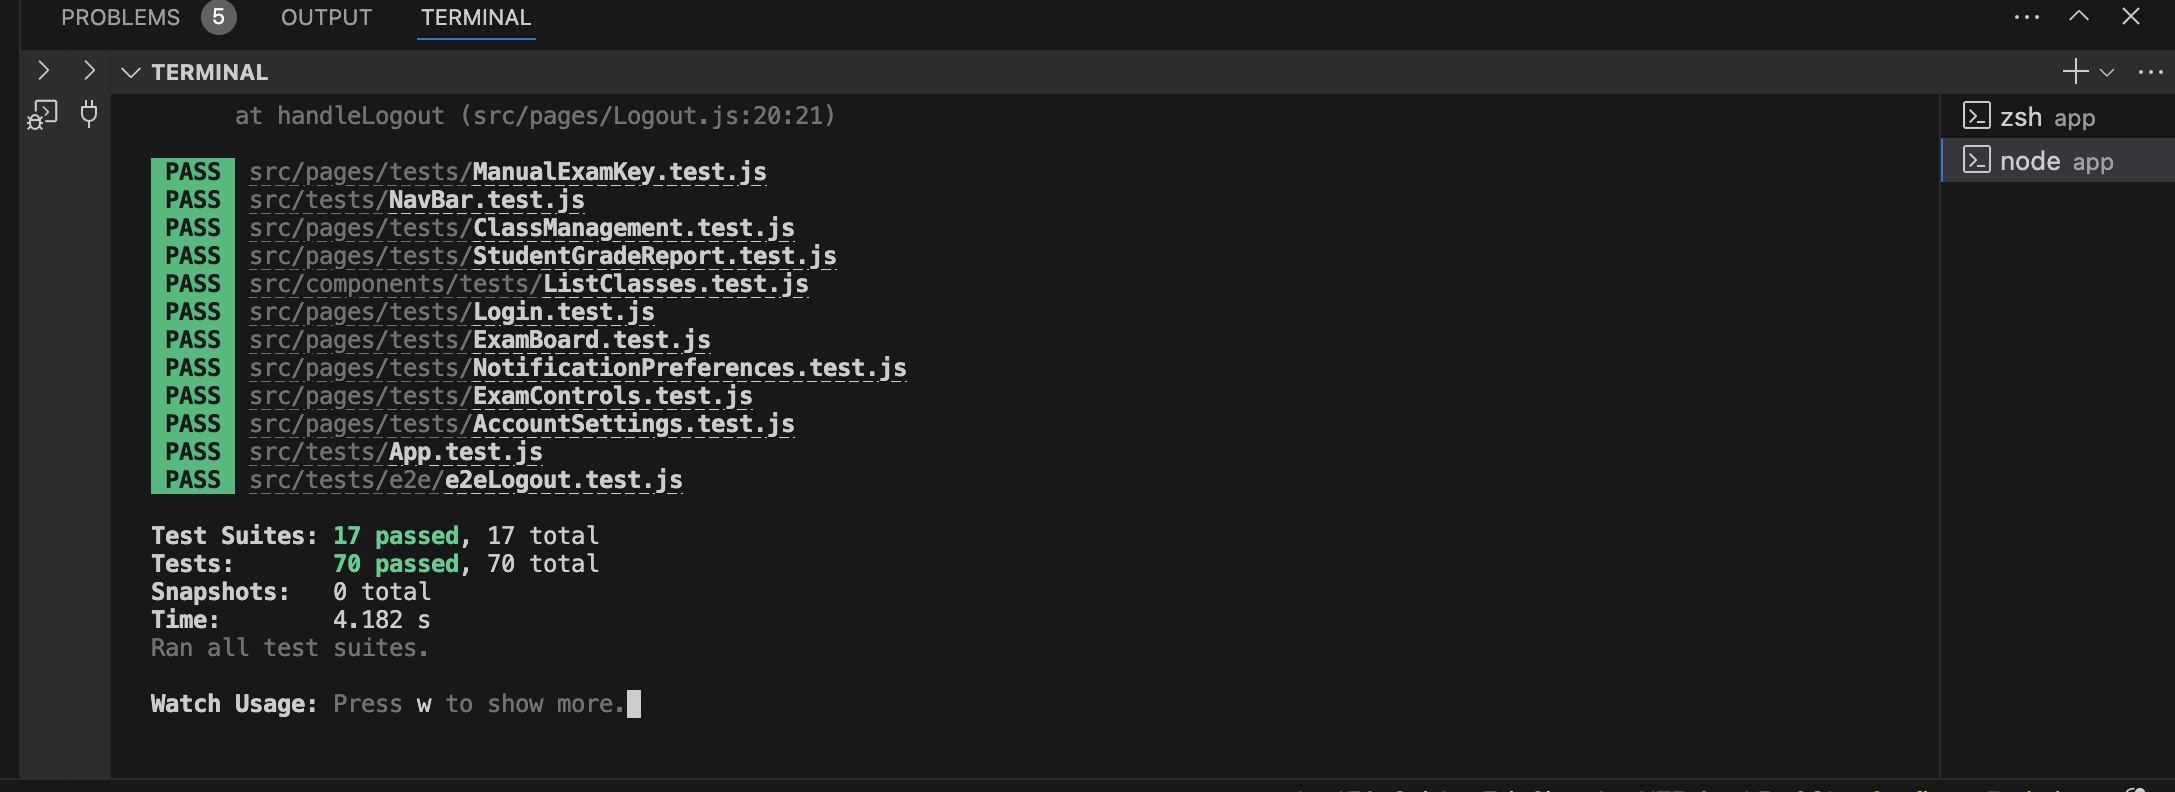 PROBLEMS 5 OUTPUT TERMINAL
TERMINAL
at handleLogout (src/pages/Logout.js:20:21)
zsh app
node app
PASS src/pages/tests/ManualExamKey.test.js
PASS src/tests/NavBar.test.js
PASS src/pages/tests/ClassManagement.test.js
PASS src/pages/tests/StudentGradeReport.test.js
PASS src/components/tests/ListClasses.test.js
PASS src/pages/tests/Login.test.js
PASS src/pages/tests/ExamBoard.test.js
PASS src/pages/tests/NotificationPreferences.test.js
PASS src/pages/tests/ExamControls.test.js
PASS src/pages/tests/AccountSettings.test.js
PASS src/tests/App.test.js
PASS src/tests/e2e/e2eLogout.test.js
Test Suites: 17 passed, 17 total
Tests: 70 passed, 70 total
Snapshots: 0 total
Time: 4.182 s
Ran all test suites.
Watch Usage: Press w to show more.